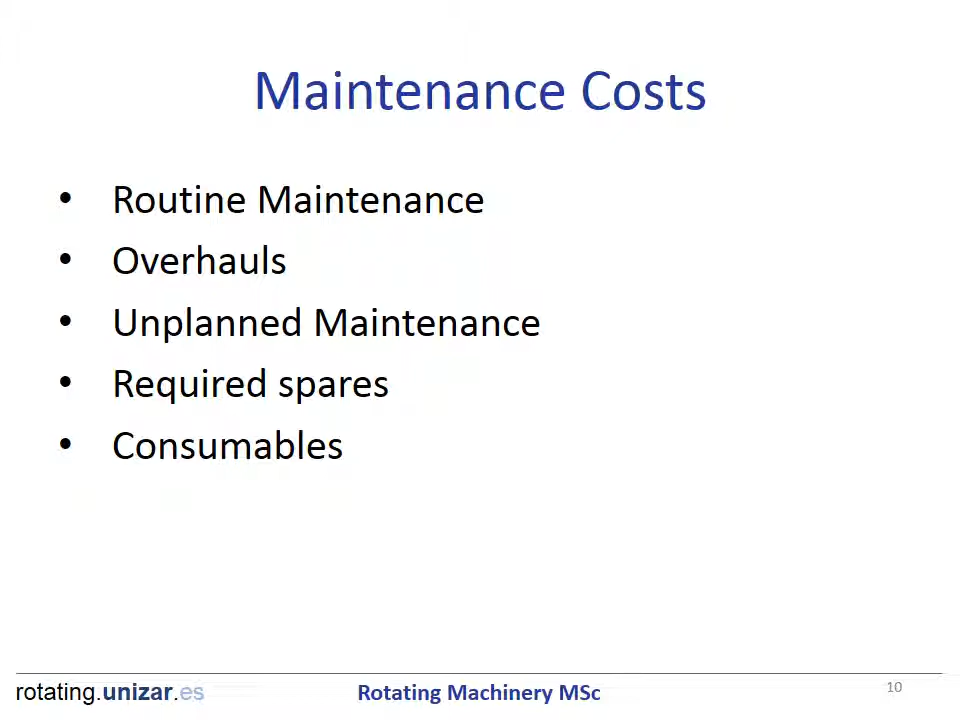 Maintenance Costs
• Routine Maintenance
• Overhauls
• Unplanned Maintenance
• Required spares
• Consumables
rotating.unizar.es Rotating Machinery MSc 10